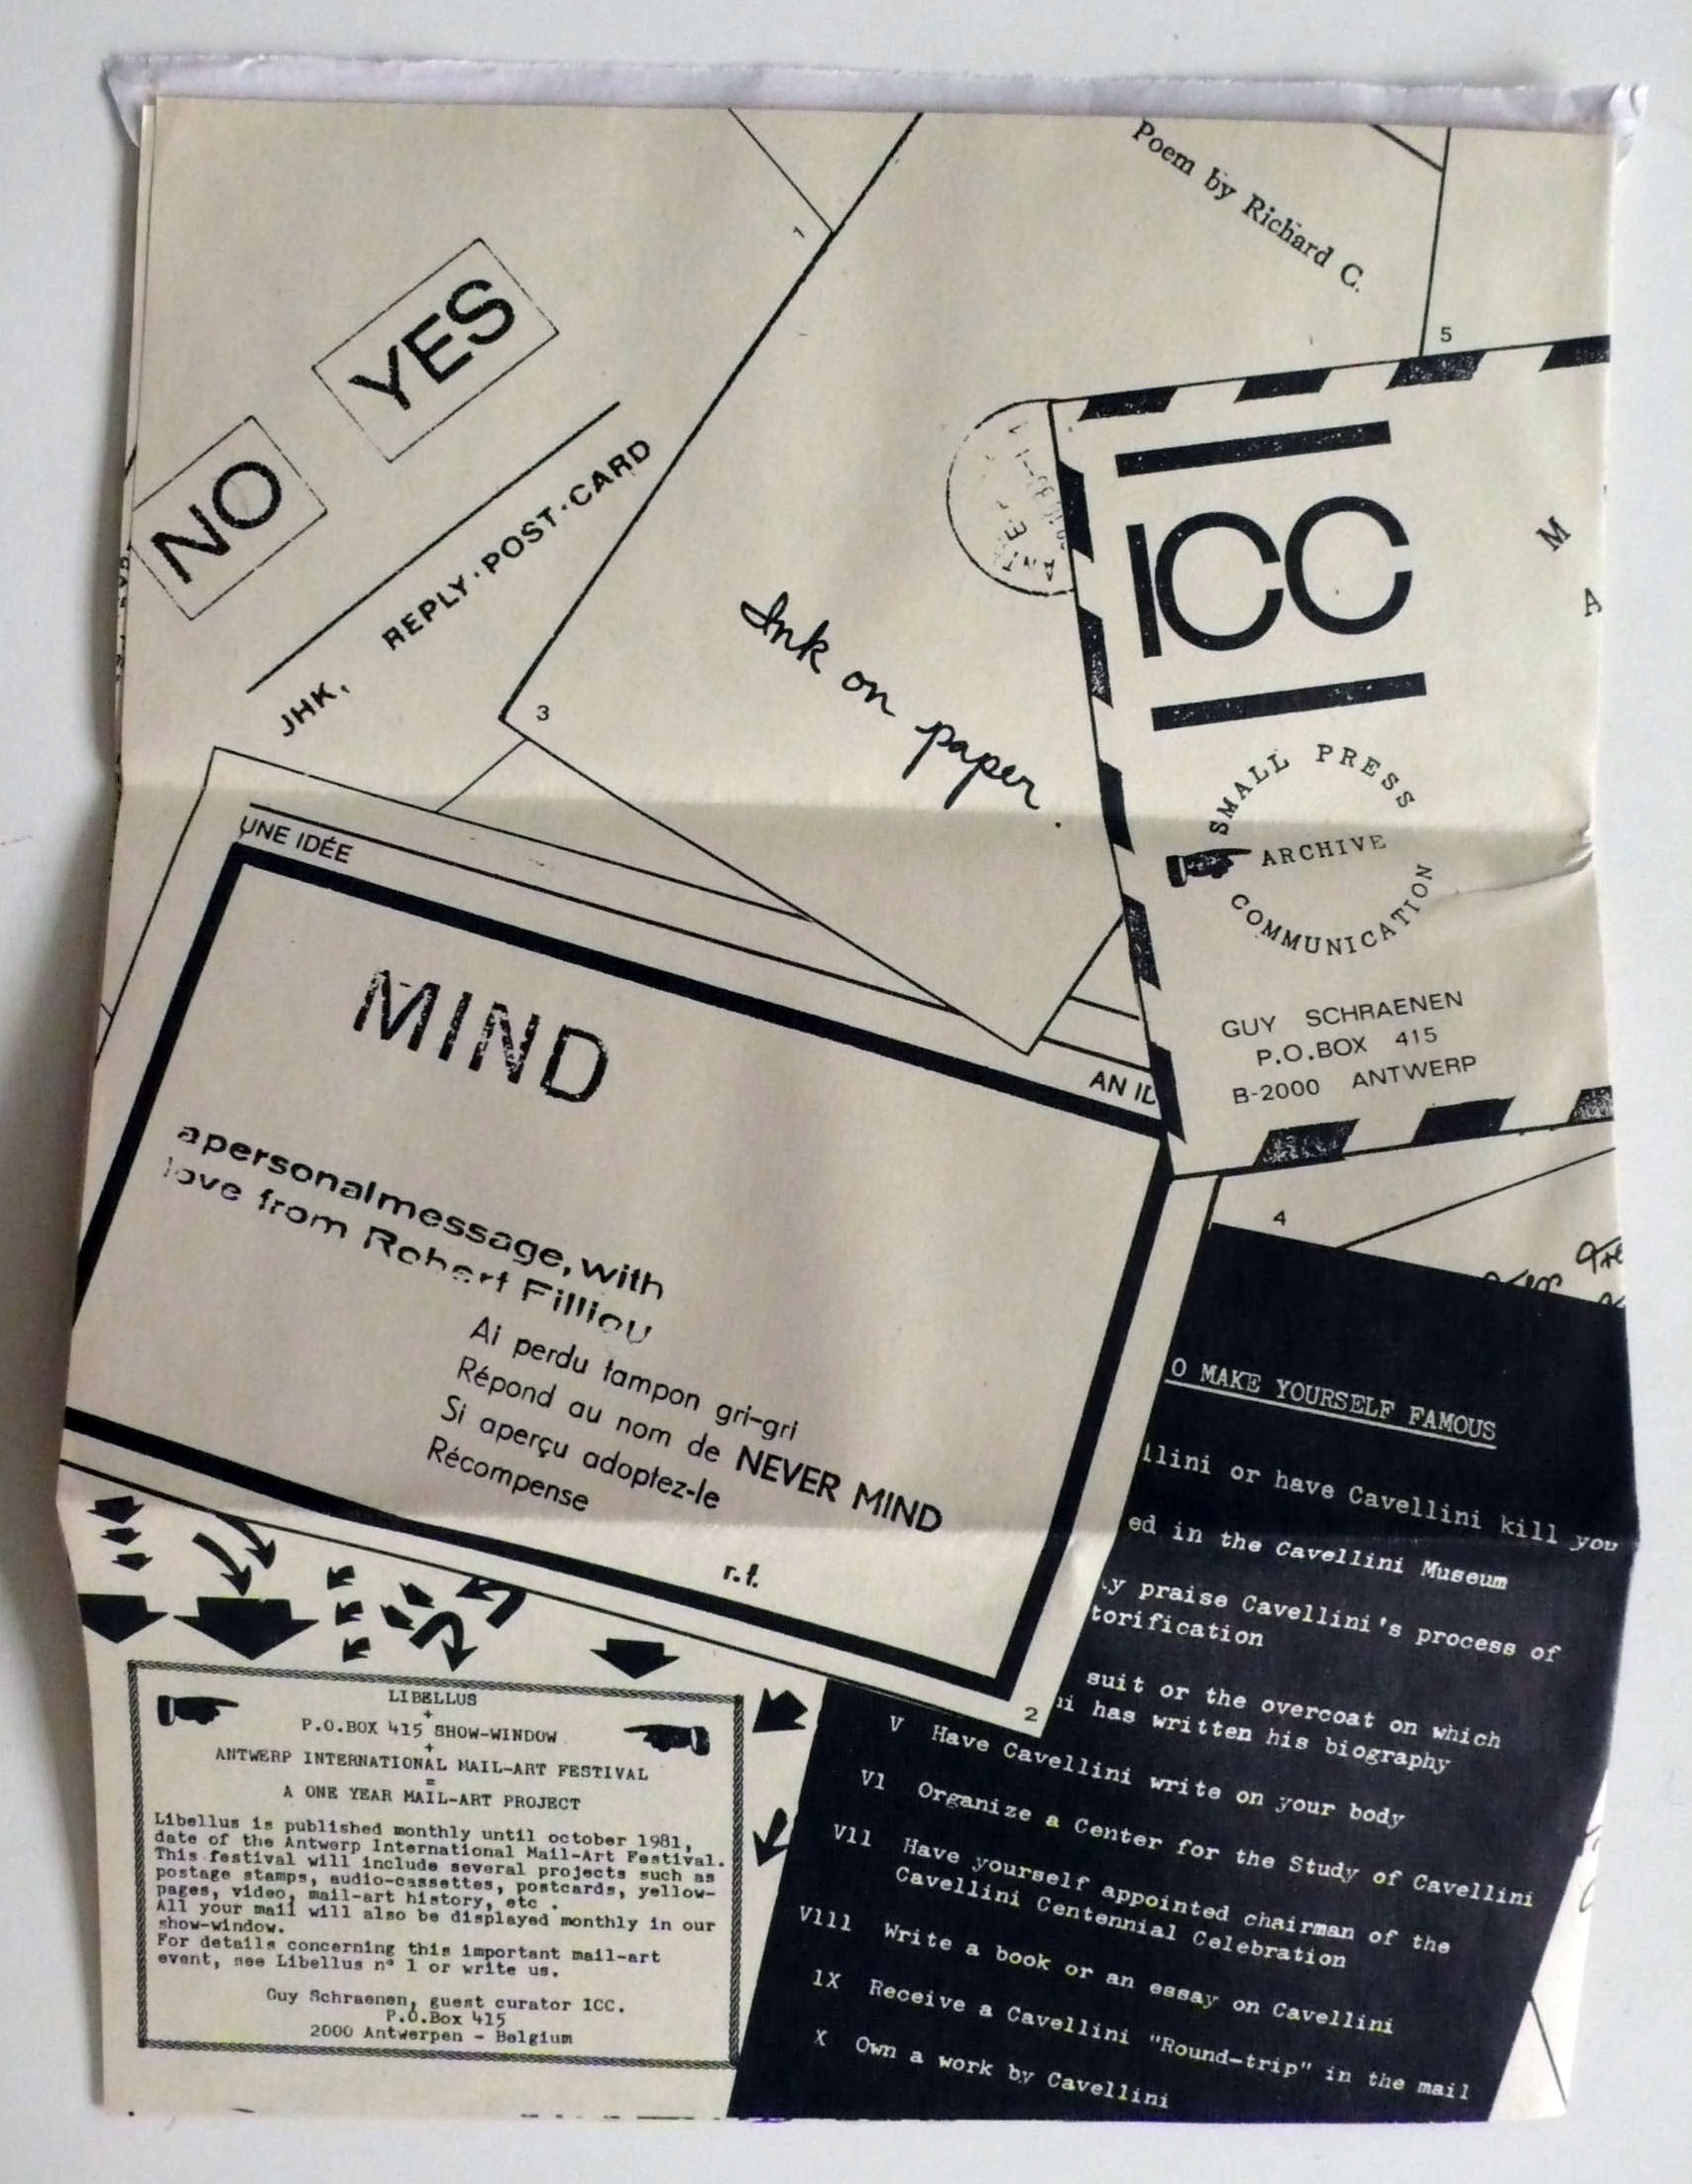 Poem by Richard C.
1
YES
NO
REPLY·POST·CARD
JHK,
3
Ink on paper.
5
ICC
M
A
SMALL PRESS
ARCHIVE
COMMUNICATION
GUY SCHRAENEN
P.O.BOX 415
B-2000 ANTWERP
UNE IDÉE
AN ID
MIND
a personal message, with
love from Robert Filliou
Ai perdu tampon gri-gri
Répond au nom de NEVER MIND
Si aperçu adoptez-le
Récompense
r.f.
2
4
O MAKE YOURSELF FAMOUS
llini or have Cavellini kill you
ed in the Cavellini Museum
ly praise Cavellini's process of
torification
suit or the overcoat on which
ni has written his biography
V Have Cavellini write on your body
V1 Organize a Center for the Study of Cavellini
V11 Have yourself appointed chairman of the
Cavellini Centennial Celebration
V111 Write a book or an essay on Cavellini
1X Receive a Cavellini "Round-trip" in the mail
X Own a work by Cavellini
LIBELLUS
+
P.O.BOX 415 SHOW-WINDOW
+
ANTWERP INTERNATIONAL MAIL-ART FESTIVAL
=
A ONE YEAR MAIL-ART PROJECT
Libellus is published monthly until october 1981,
date of the Antwerp International Mail-Art Festival.
This festival will include several projects such as
postage stamps, audio-cassettes, postcards, yellow-
pages, video, mail-art history, etc .
All your mail will also be displayed monthly in our
show-window.
For details concerning this important mail-art
event, see Libellus n° 1 or write us.
Guy Schraenen, guest curator ICC.
P.O.Box 415
2000 Antwerpen - Belgium